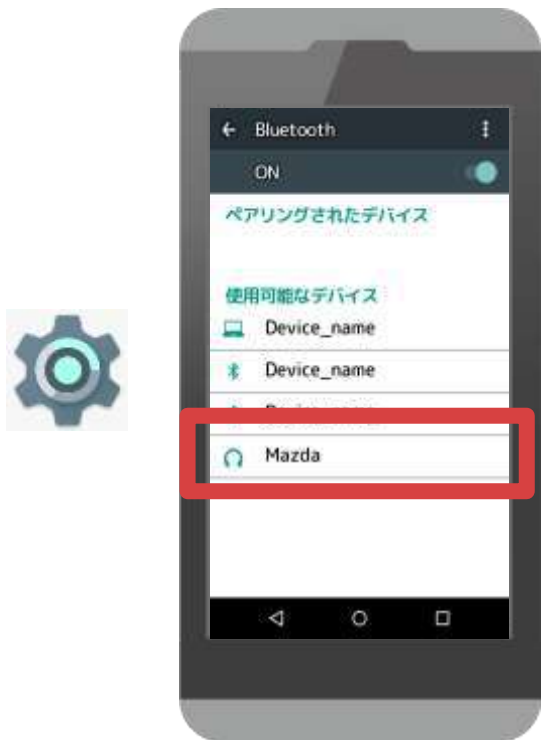 Bluetooth
ON
ペアリングされたデバイス
使用可能なデバイス
Device_name
Device_name
Mazda